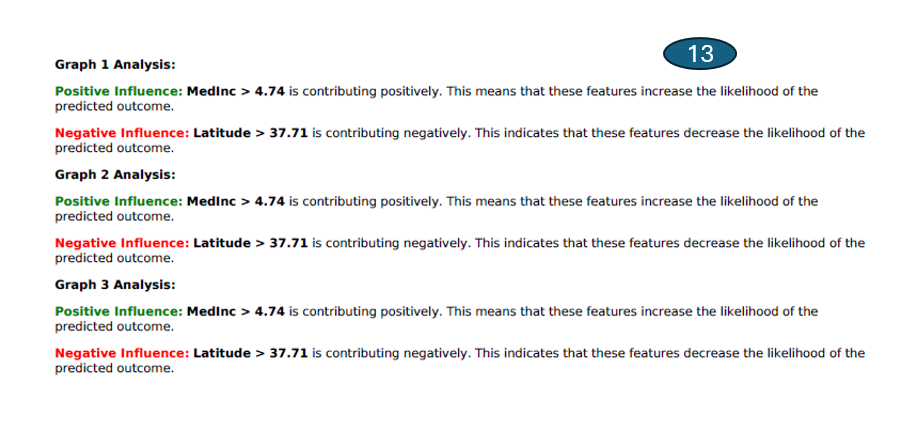 13
Graph 1 Analysis:
Positive Influence: MedInc > 4.74 is contributing positively. This means that these features increase the likelihood of the
predicted outcome.
Negative Influence: Latitude > 37.71 is contributing negatively. This indicates that these features decrease the likelihood of the
predicted outcome.
Graph 2 Analysis:
Positive Influence: MedInc > 4.74 is contributing positively. This means that these features increase the likelihood of the
predicted outcome.
Negative Influence: Latitude > 37.71 is contributing negatively. This indicates that these features decrease the likelihood of the
predicted outcome.
Graph 3 Analysis:
Positive Influence: MedInc > 4.74 is contributing positively. This means that these features increase the likelihood of the
predicted outcome.
Negative Influence: Latitude > 37.71 is contributing negatively. This indicates that these features decrease the likelihood of the
predicted outcome.